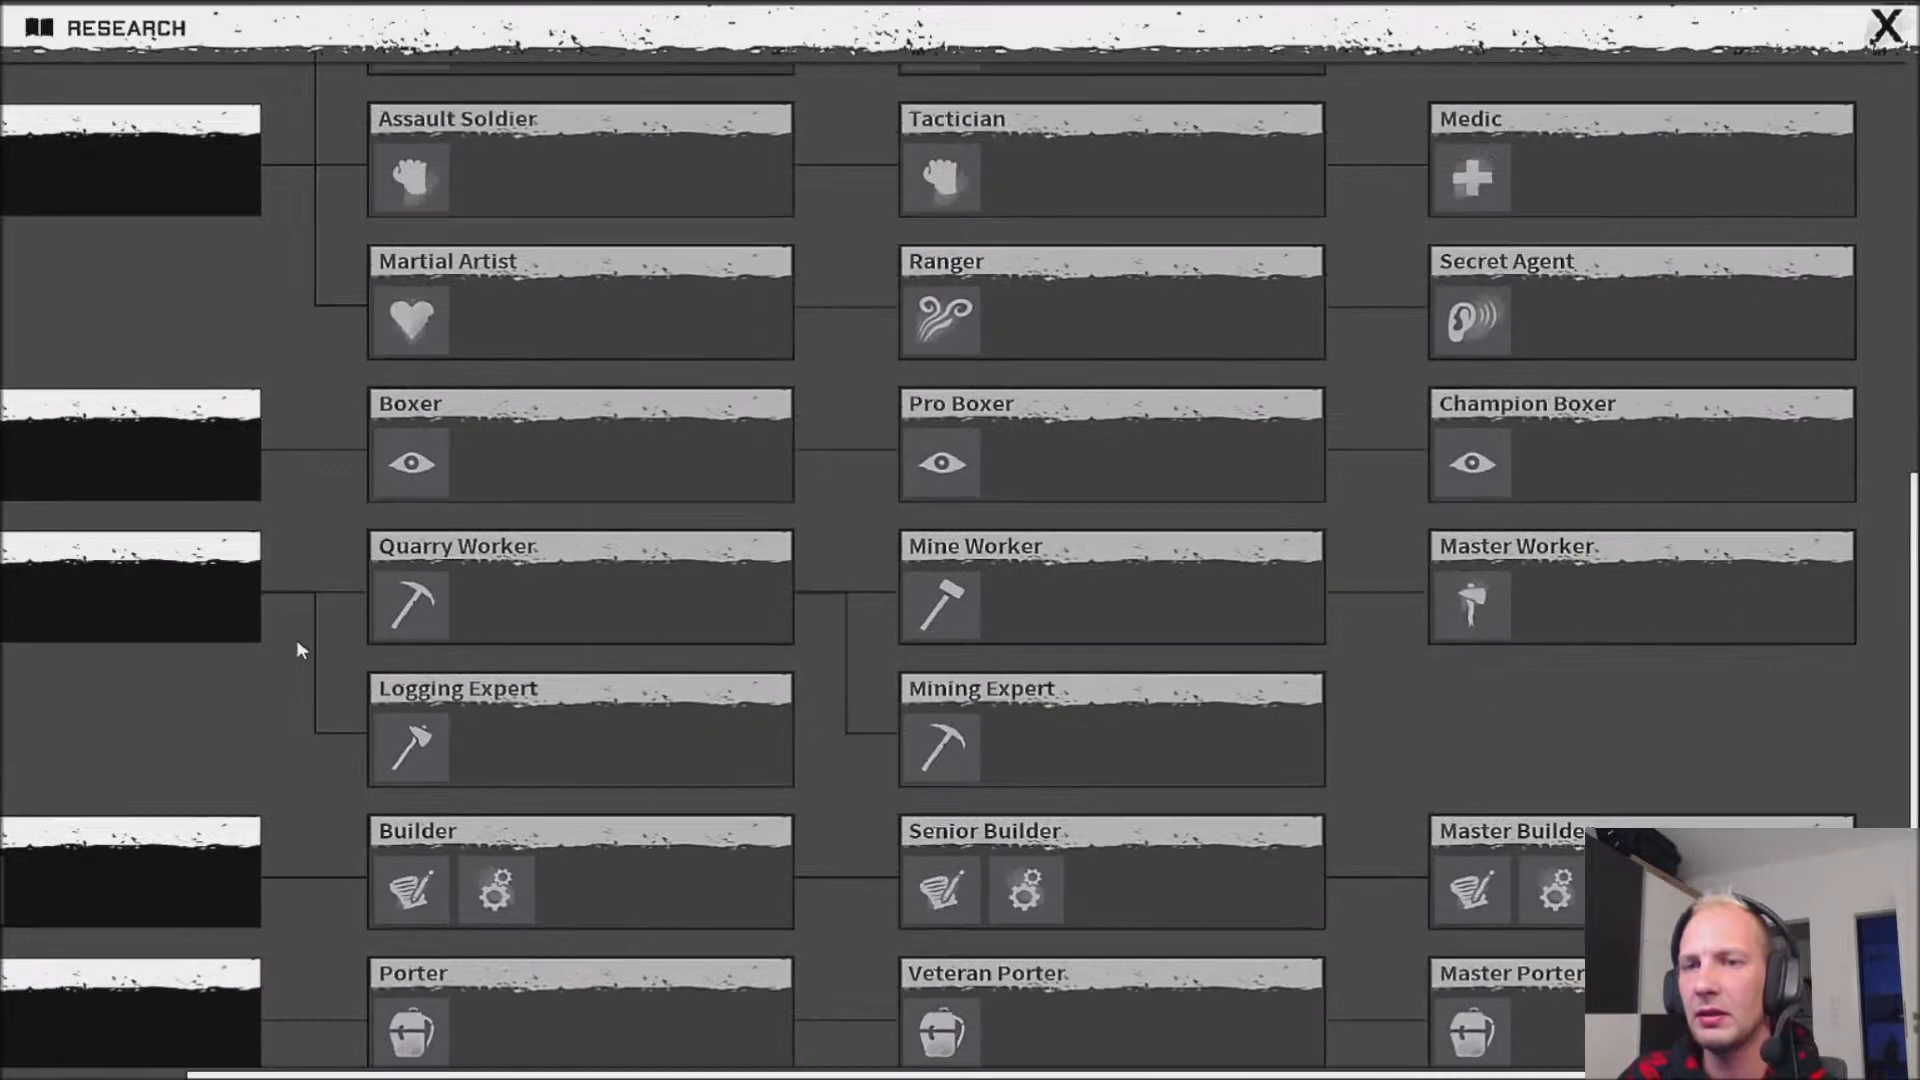 RESEARCH
X
Assault Soldier
Tactician
Medic
Martial Artist
Ranger
Secret Agent
Boxer
Pro Boxer
Champion Boxer
Quarry Worker
Mine Worker
Master Worker
Logging Expert
Mining Expert
Builder
Senior Builder
Master Builde
Porter
Veteran Porter
Master Porter